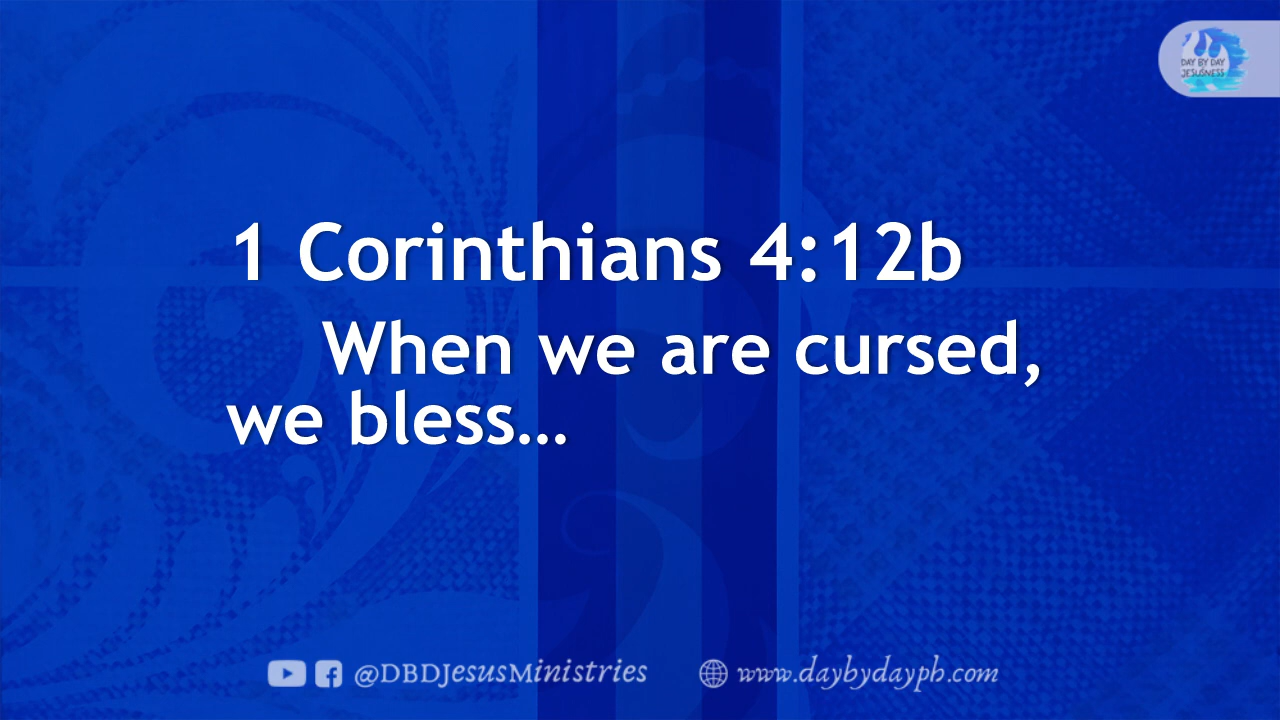 DAY BY DAY
JESUSNESS
1 Corinthians 4:12b
When we are cursed,
we bless…
@DBDJesusMinistries
www.daybydayph.com